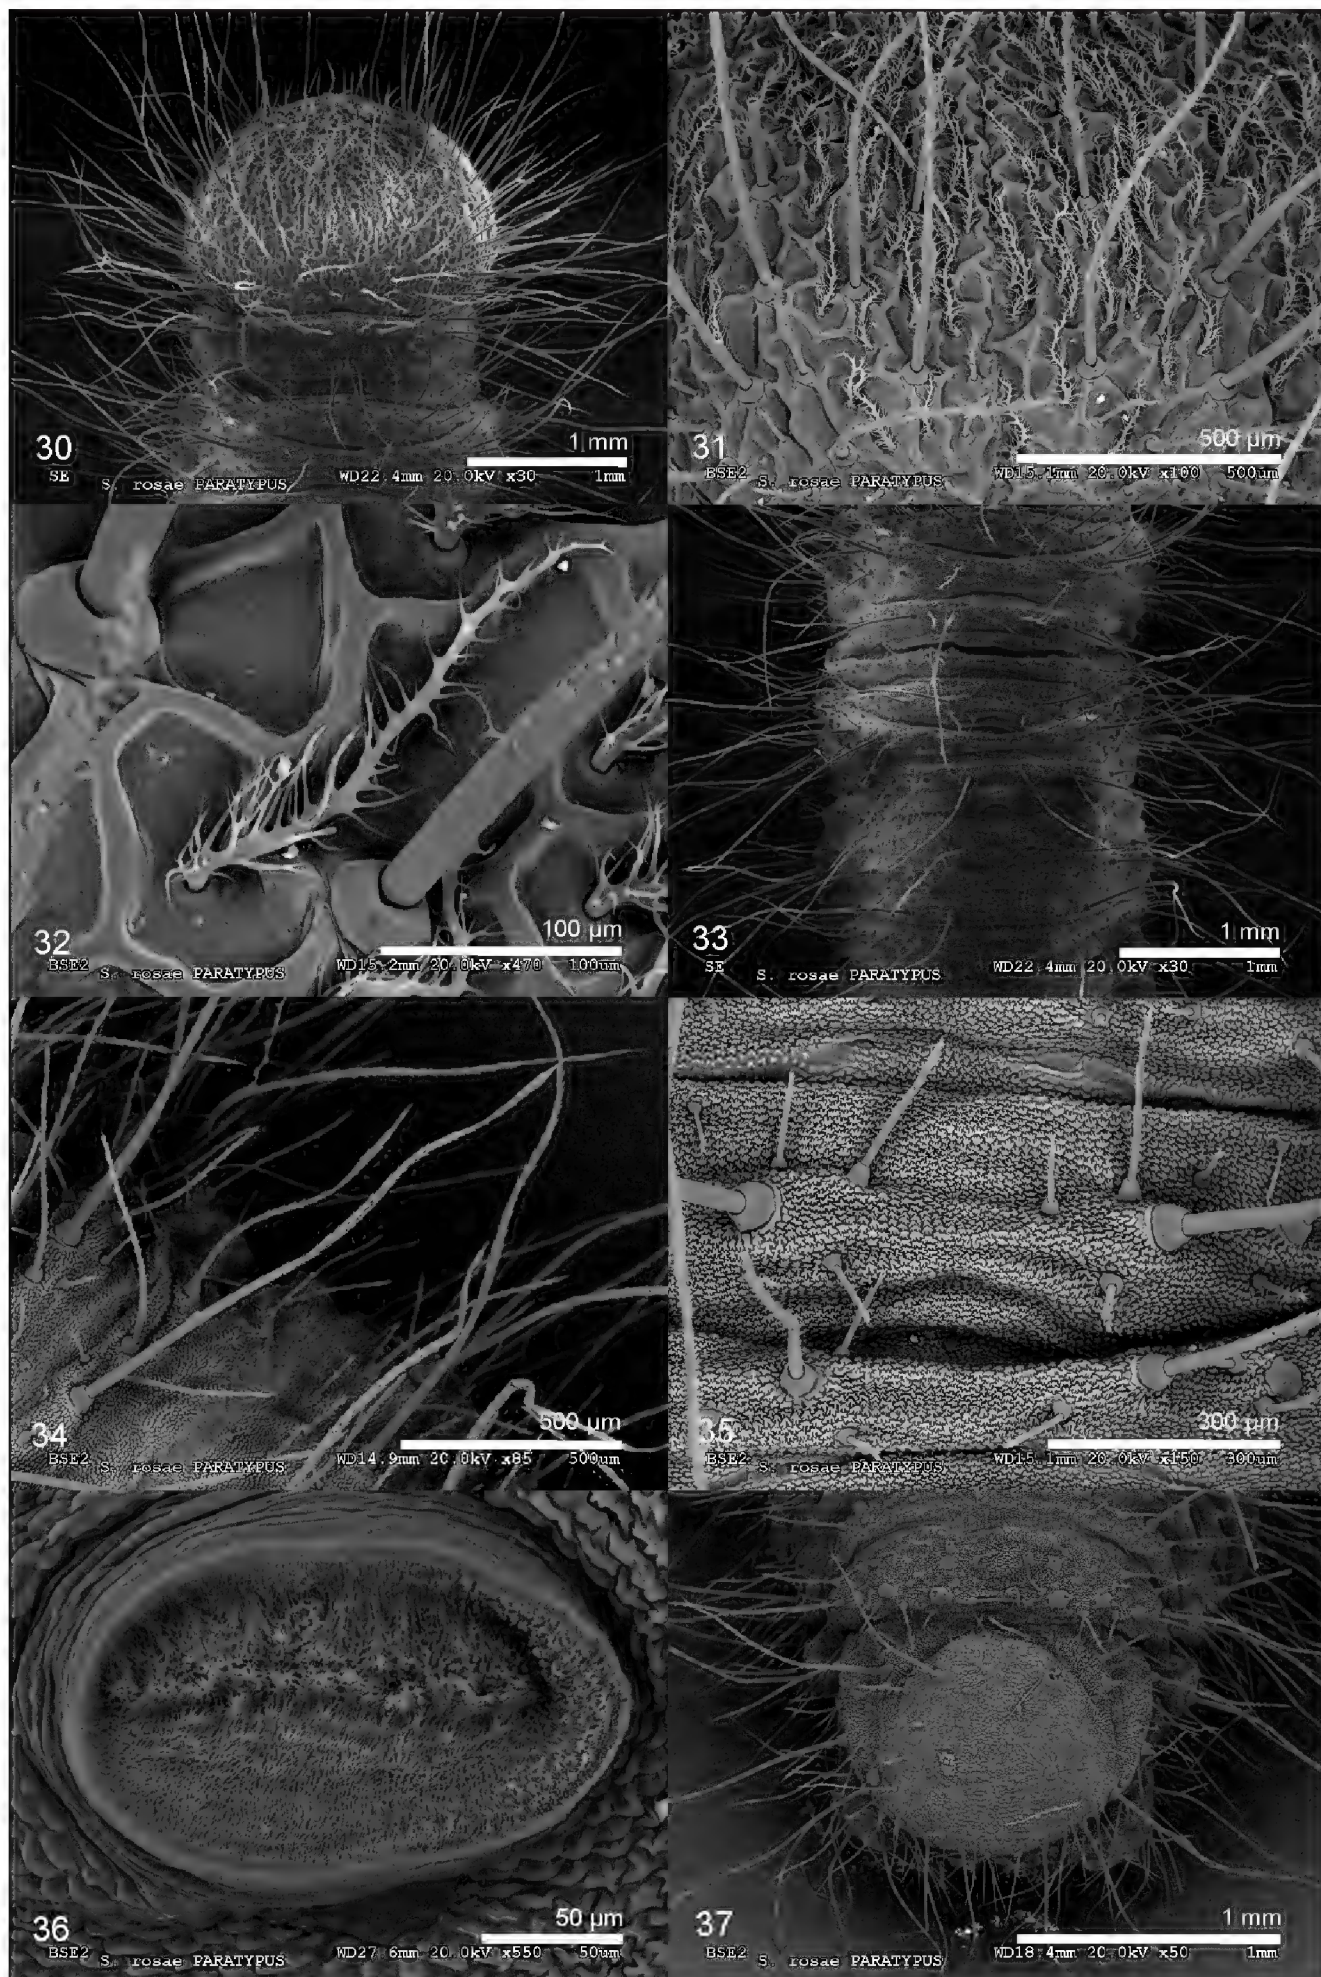 30
1 mm
SE S. rosae PARATYPUS WD22.4mm 20.0kV x30 1mm
31
500 µm
BSE2 S. rosae PARATYPUS WD15.1mm 20.0kV x100 500um
32
100 µm
BSE2 S. rosae PARATYPUS WD15.2mm 20.0kV x470 100um
33
1 mm
SE S. rosae PARATYPUS WD22.4mm 20.0kV x30 1mm
34
500 µm
BSE2 S. rosae PARATYPUS WD14.9mm 20.0kV x85 500um
35
300 µm
BSE2 S. rosae PARATYPUS WD15.1mm 20.0kV x150 300um
36
50 µm
BSE2 S. rosae PARATYPUS WD27.6mm 20.0kV x550 50um
37
1 mm
BSE2 S. rosae PARATYPUS WD18.4mm 20.0kV x50 1mm